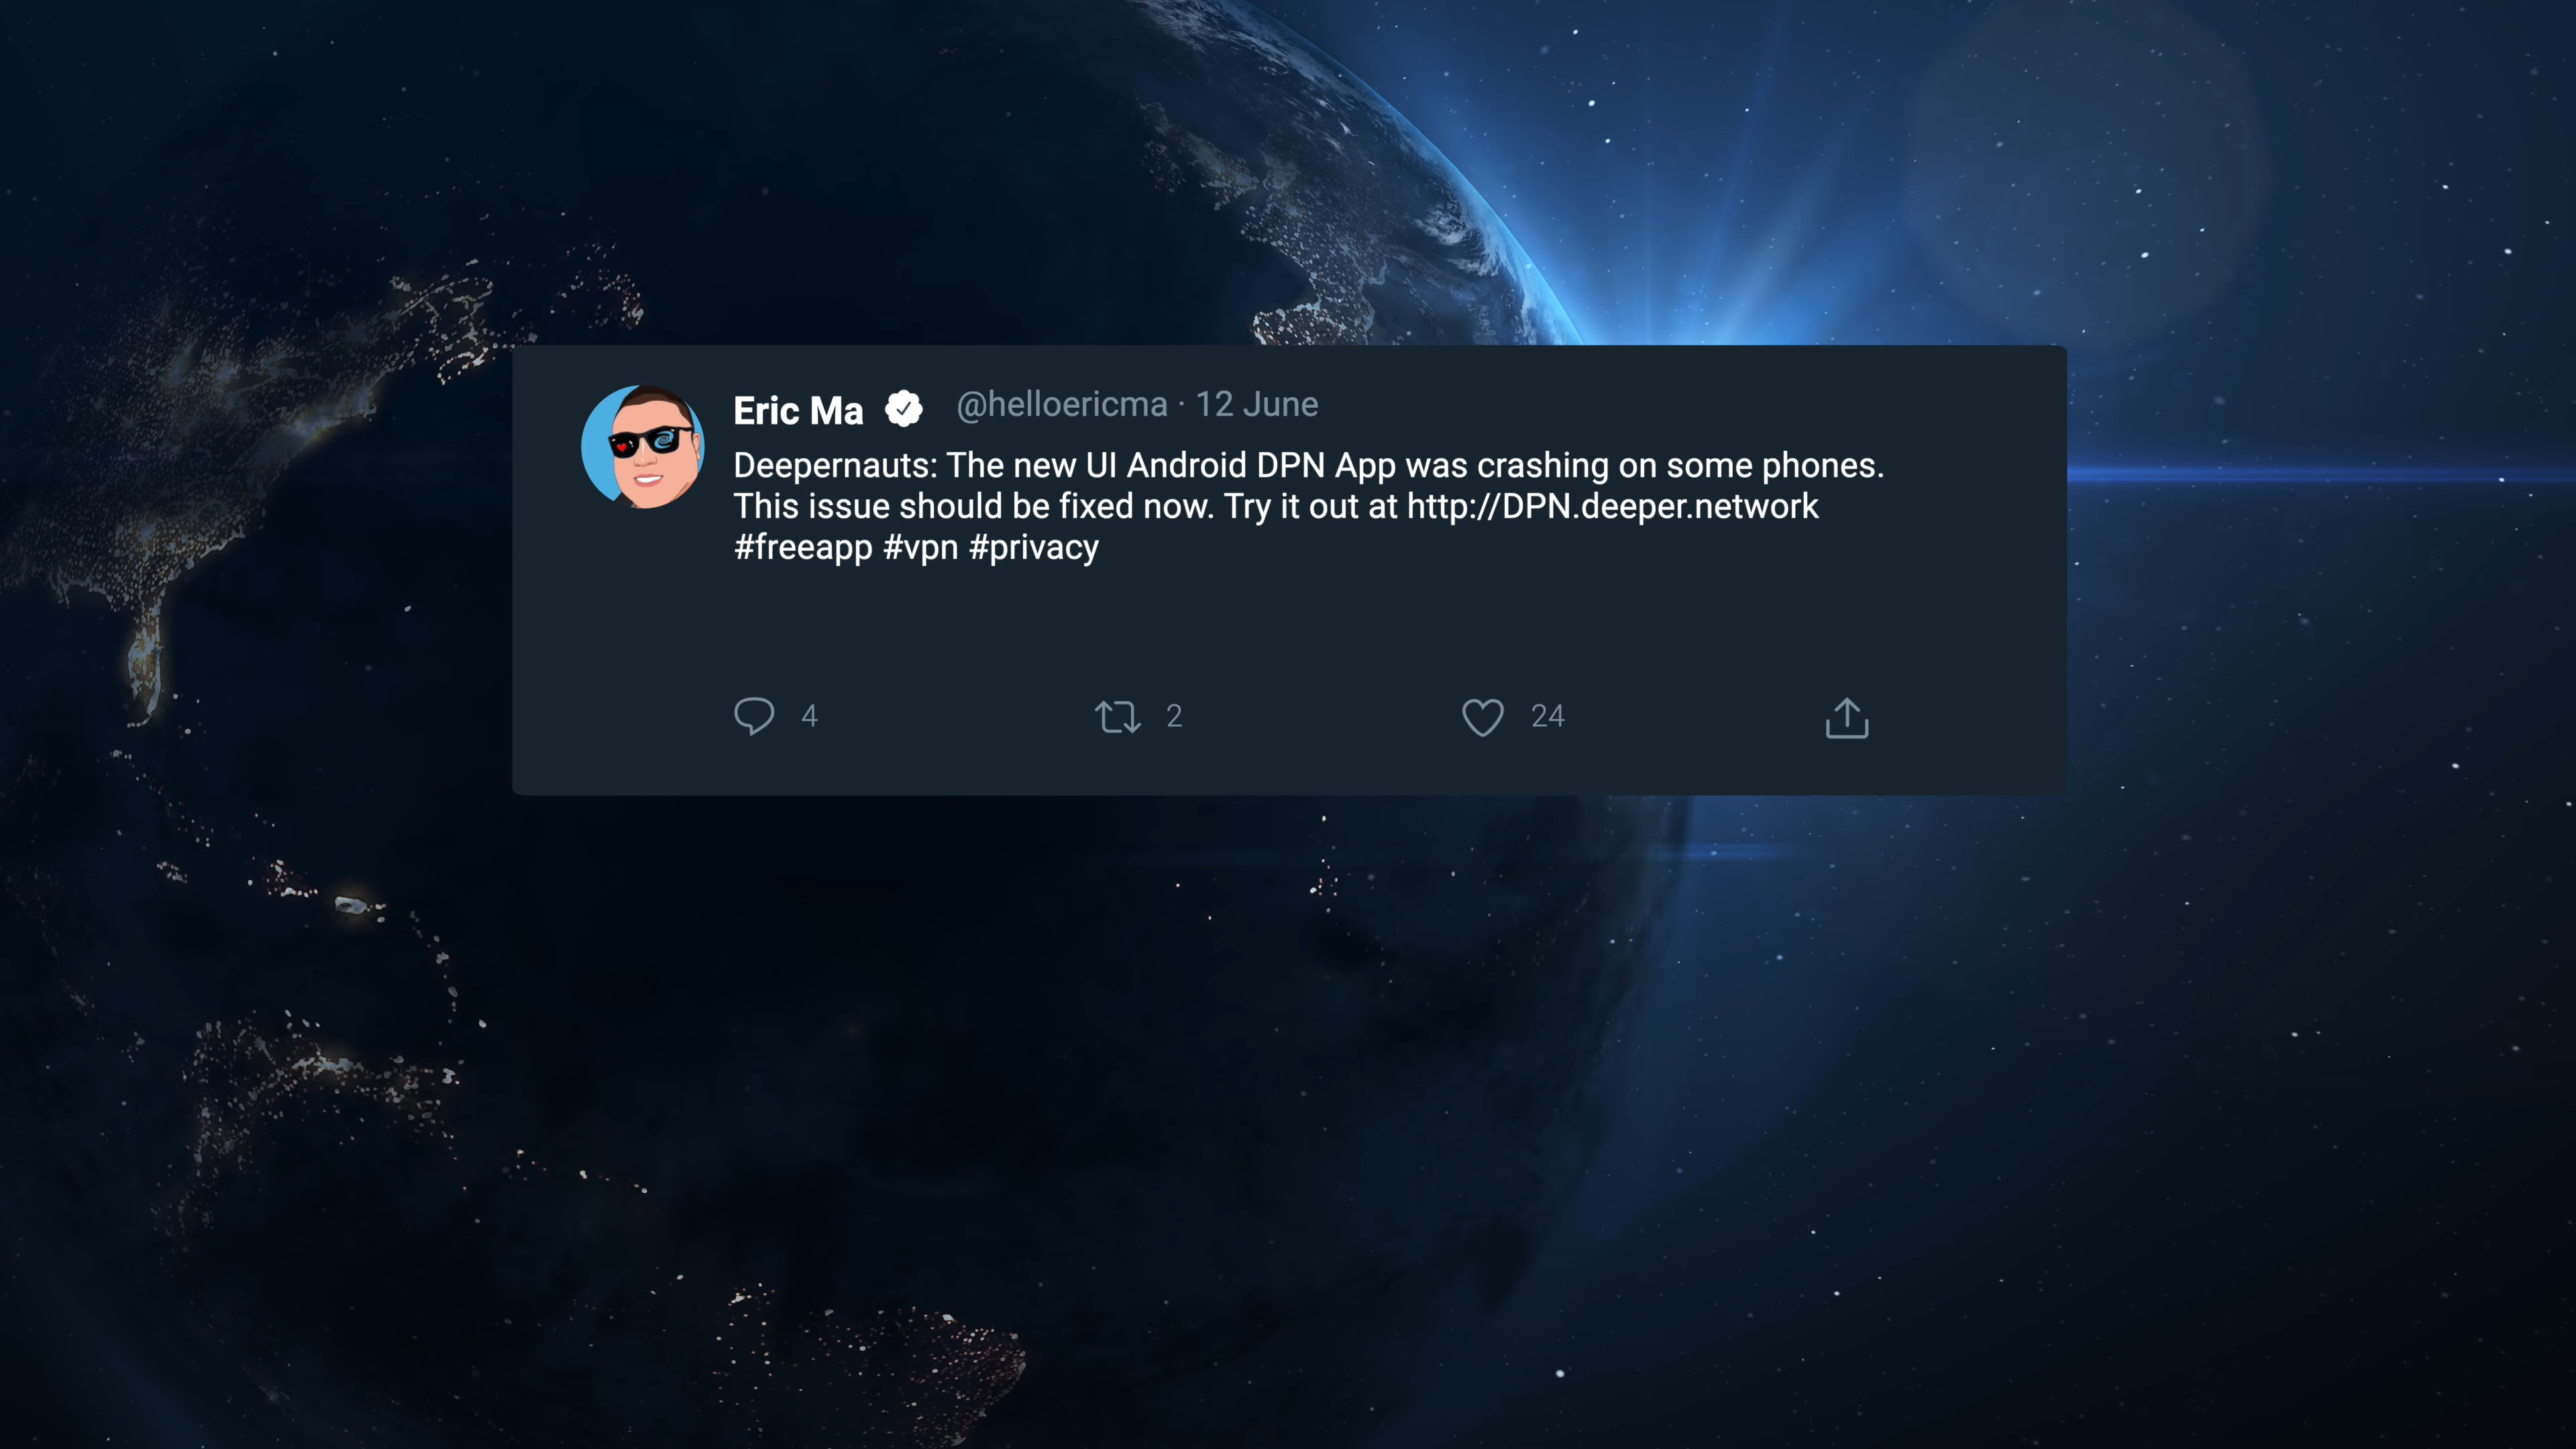 Eric Ma @helloericma · 12 June
Deepernauts: The new UI Android DPN App was crashing on some phones.
This issue should be fixed now. Try it out at http://DPN.deeper.network
#freeapp #vpn #privacy
4 2 24